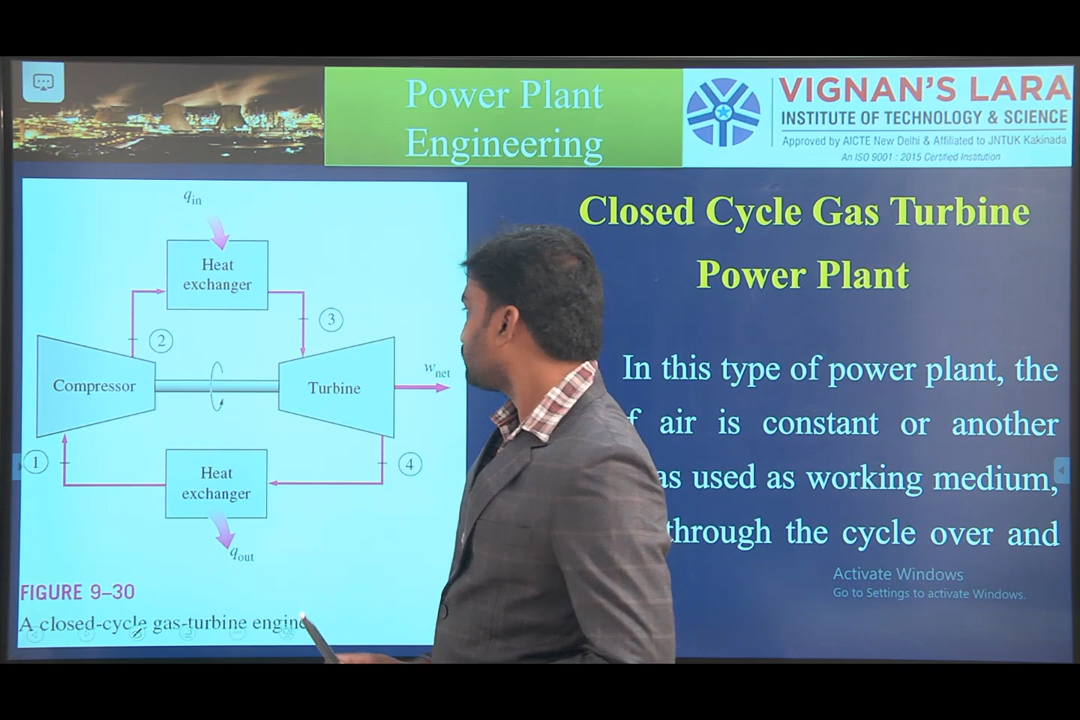 Power Plant
Engineering
VIGNAN'S LARA
INSTITUTE OF TECHNOLOGY & SCIENCE
Approved by AICTE New Delhi & Affiliated to JNTUK Kakinada
An ISO 9001 : 2015 Certified Institution
qin
Heat
exchanger
2
3
Compressor
Turbine
wnet
1
Heat
exchanger
4
qout
FIGURE 9–30
A closed-cycle gas-turbine engine
Closed Cycle Gas Turbine
Power Plant
In this type of power plant, the
air is constant or another
used as working medium,
through the cycle over and
Activate Windows
Go to Settings to activate Windows.